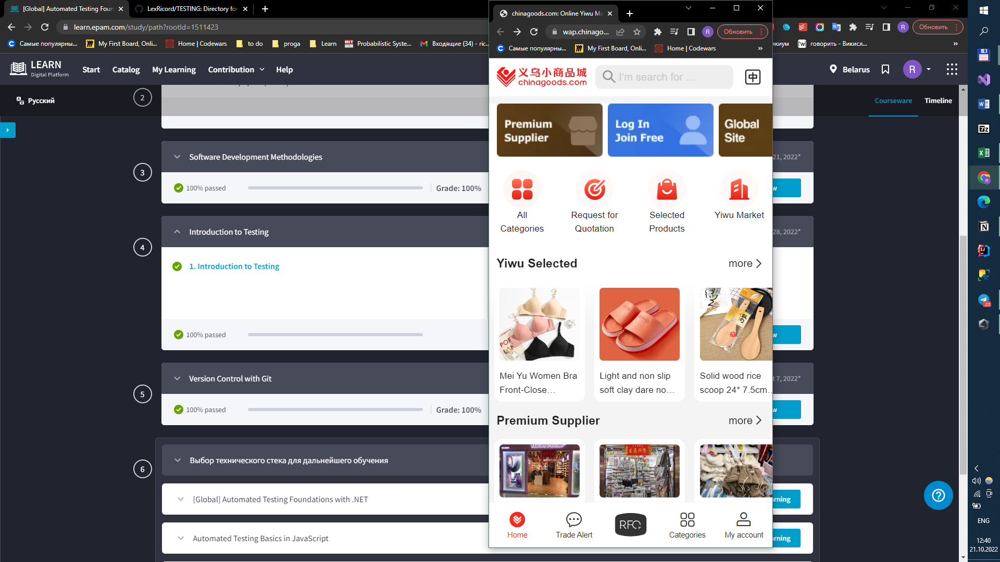 [Global] Automated Testing Foun
LexRicord/TESTING: Directory for
learn.epam.com/study/path?rootId=1511423
Обновить
Самые популярны...
My First Board, Onli...
Home | Codewars
to do
proga
Learn
Probabilistic Syste...
Входящие (34) - ric...
икиум
говорить - Викисл...
LEARN
Digital Platform
Start
Catalog
My Learning
Contribution
Help
Belarus
R
Русский
Courseware
Timeline
2
3
Software Development Methodologies
21, 2022*
100% passed
Grade: 100%
w
4
Introduction to Testing
28, 2022*
1. Introduction to Testing
100% passed
w
5
Version Control with Git
t 7, 2022*
100% passed
Grade: 100%
w
6
Выбор технического стека для дальнейшего обучения
[Global] Automated Testing Foundations with .NET
rning
Automated Testing Basics in JavaScript
rning
chinagoods.com: Online Yiwu Ma
wap.chinago...
R
Обновить
Самые популярны...
My First Board, Onli...
Home | Codewars
义乌小商品城
chinagoods.com
I'm search for ...
中
Premium
Supplier
Log In
Join Free
Global
Site
All
Categories
Request for
Quotation
Selected
Products
Yiwu Market
Yiwu Selected
more
Mei Yu Women Bra
Front-Close...
Light and non slip
soft clay dare no...
Solid wood rice
scoop 24* 7.5cm...
Premium Supplier
more
Home
Trade Alert
RFQ
Categories
My account
ENG
12:40
21.10.2022